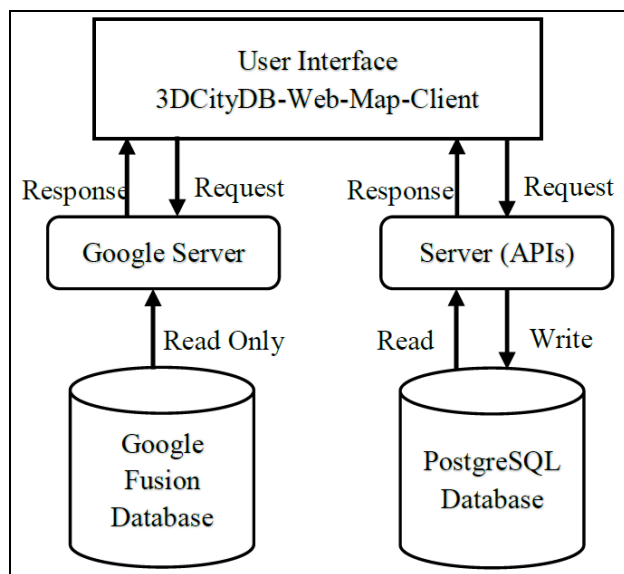 User Interface
3DCityDB-Web-Map-Client
Response
Request
Response
Request
Google Server
Server (APIs)
Read Only
Read
Write
Google
Fusion
Database
PostgreSQL
Database